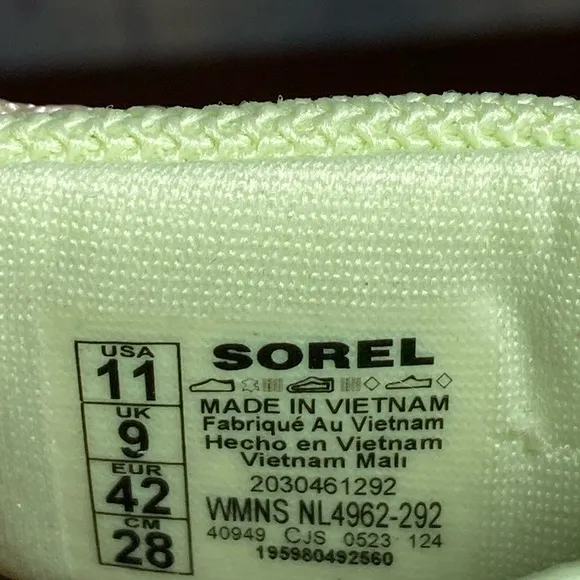 USA
11
UK
9
EUR
42
CM
28
SOREL
MADE IN VIETNAM
Fabriqué Au Vietnam
Hecho en Vietnam
Vietnam Malı
2030461292
WMNS NL4962-292
40949 CJS 0523 124
195980492560